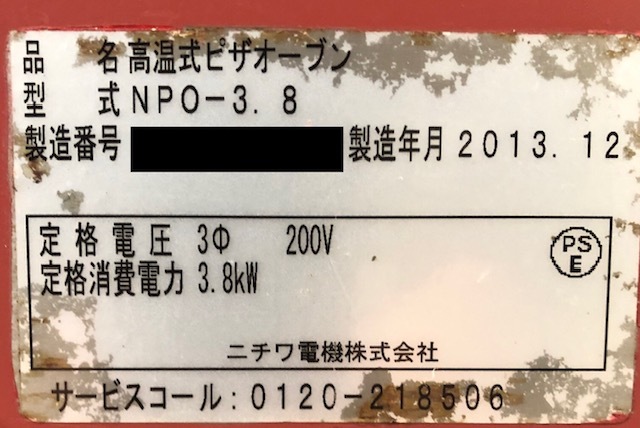 品 名 高温式ピザオーブン
型 式 NPO-3.8
製造番号 製造年月 2013.12
定格電圧 3Φ 200V
定格消費電力 3.8kW
PS
E
ニチワ電機株式会社
サービスコール:0120-218506